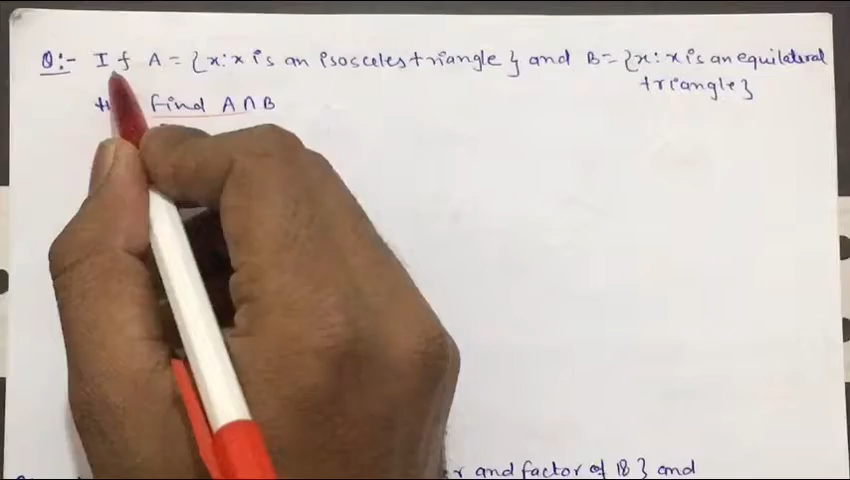 Q:- If A = {x : x is an isosceles triangle} and B = {x : x is an equilateral
triangle}
find A∩B
and factor of 18} and